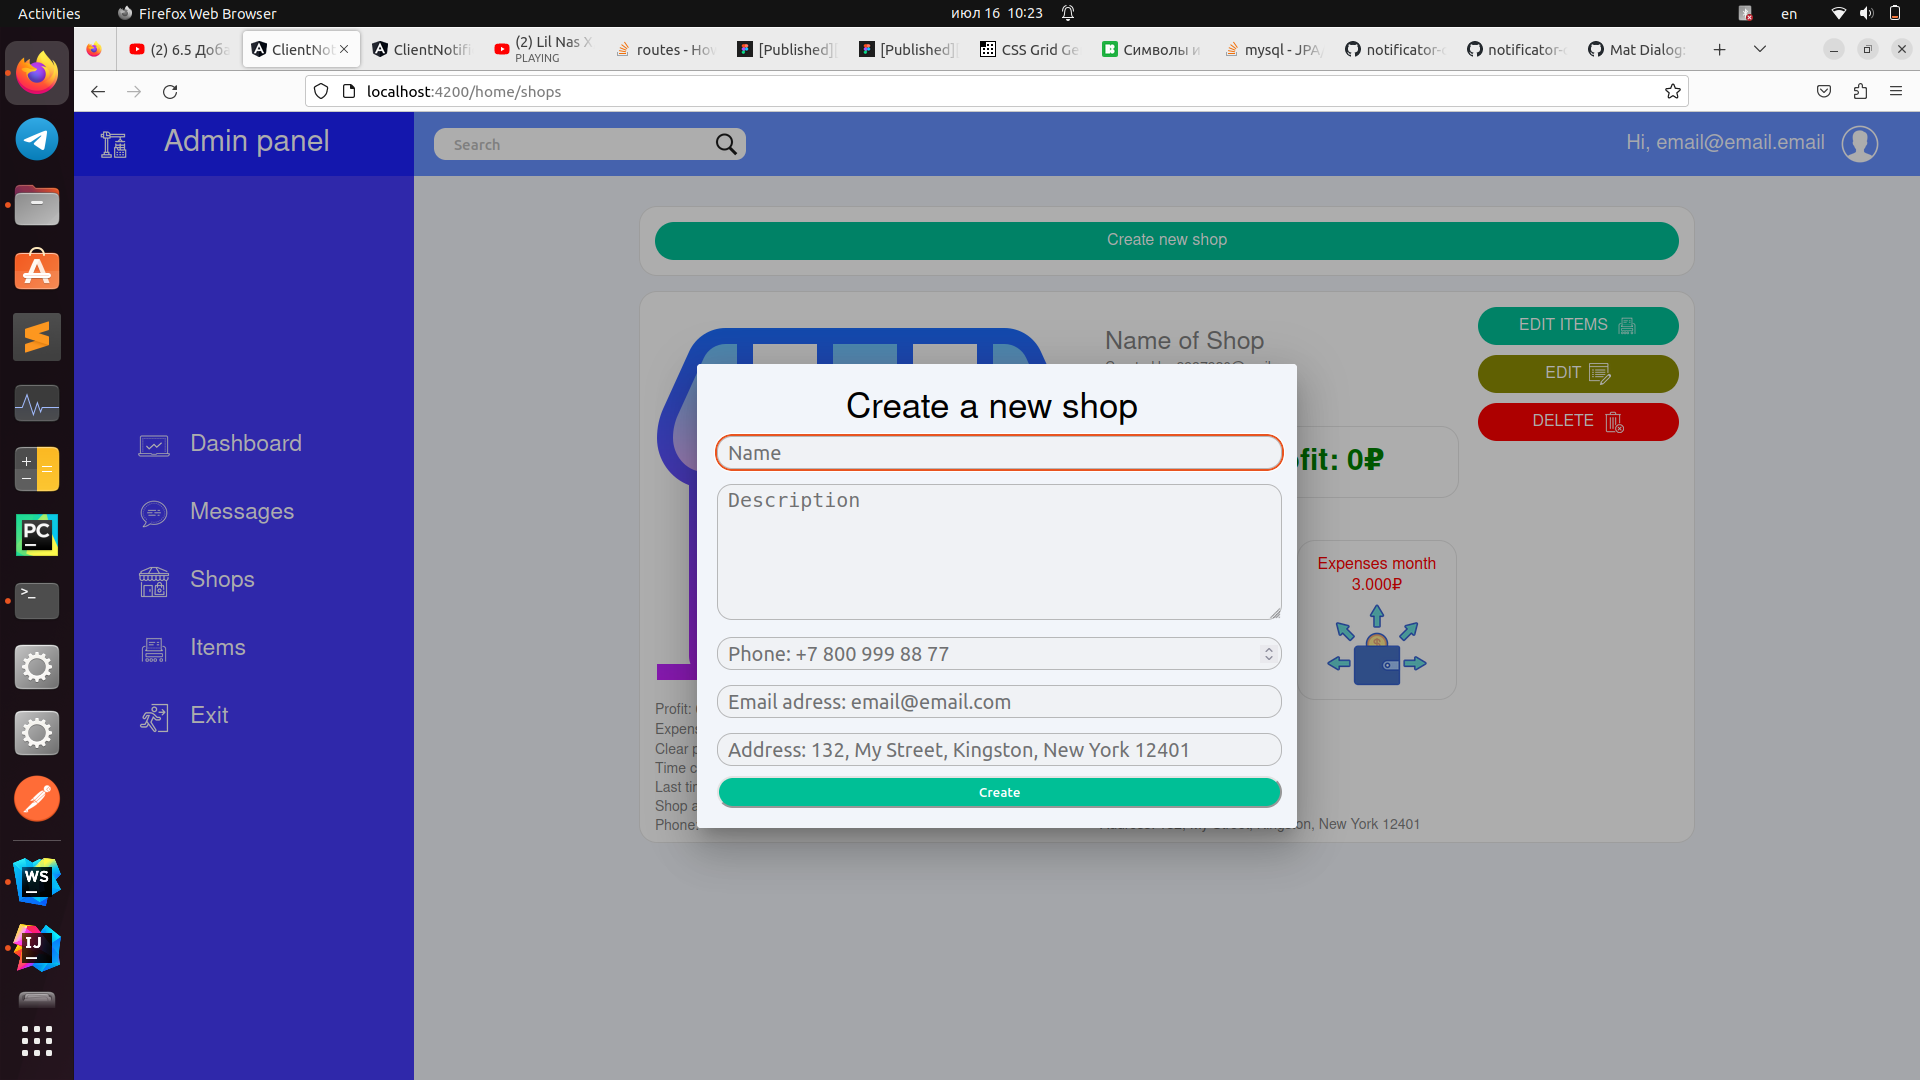 Activities
Firefox Web Browser
июл 16 10:23
en
(2) 6.5 Доба
ClientNot
ClientNotifi
(2) Lil Nas X
PLAYING
routes - How
[Published]
[Published]
CSS Grid Ge
Символы и
mysql - JPA
notificator-
notificator-
Mat Dialog
localhost:4200/home/shops
Admin panel
Search
Hi, email@email.email
Dashboard
Messages
Shops
Items
Exit
Create new shop
Name of Shop
EDIT ITEMS
EDIT
DELETE
fit: 0₽
Expenses month
3.000₽
Create a new shop
Name
Description
Phone: +7 800 999 88 77
Email adress: email@email.com
Address: 132, My Street, Kingston, New York 12401
Create
Profit:
Expens
Clear p
Time c
Last tir
Shop a
Phone:
on, New York 12401
PC
WS
IJ